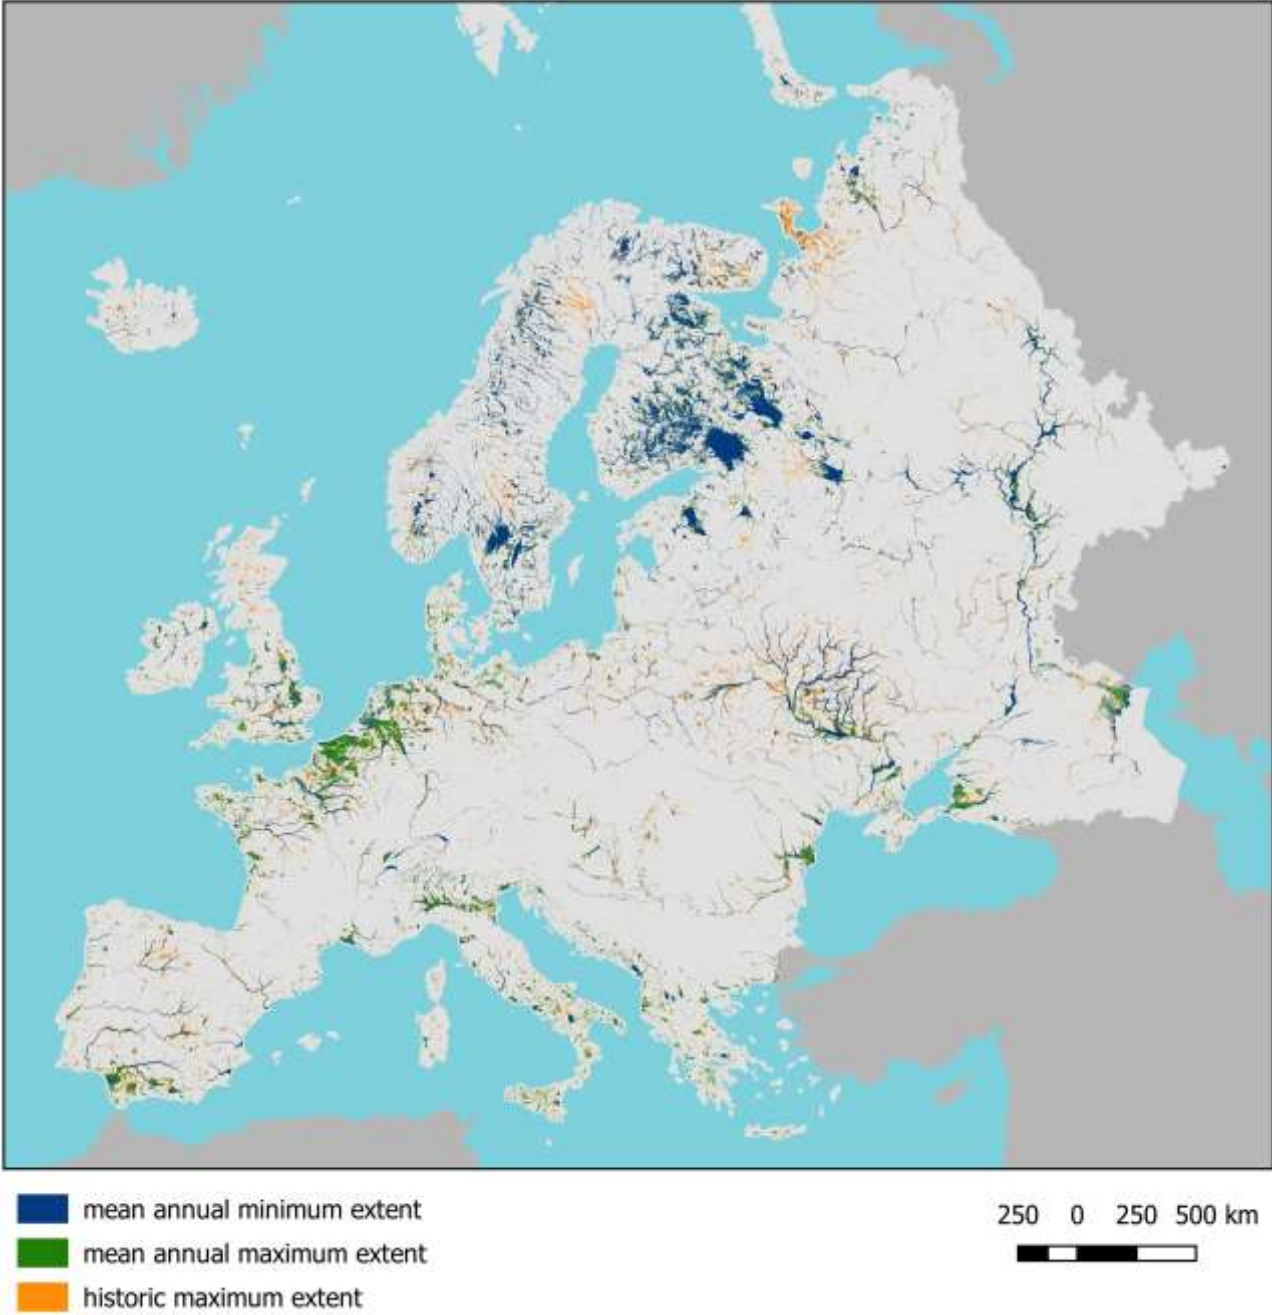 mean annual minimum extent
mean annual maximum extent
historic maximum extent
250 0 250 500 km